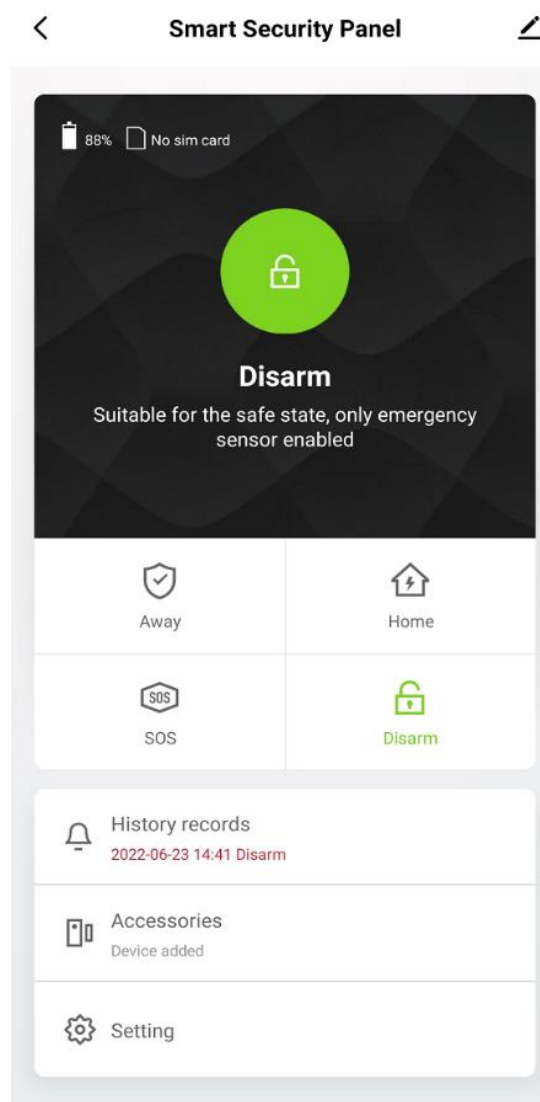 Smart Security Panel
88% No sim card
Disarm
Suitable for the safe state, only emergency
sensor enabled
Away
Home
SOS
SOS
Disarm
History records
2022-06-23 14:41 Disarm
Accessories
Device added
Setting